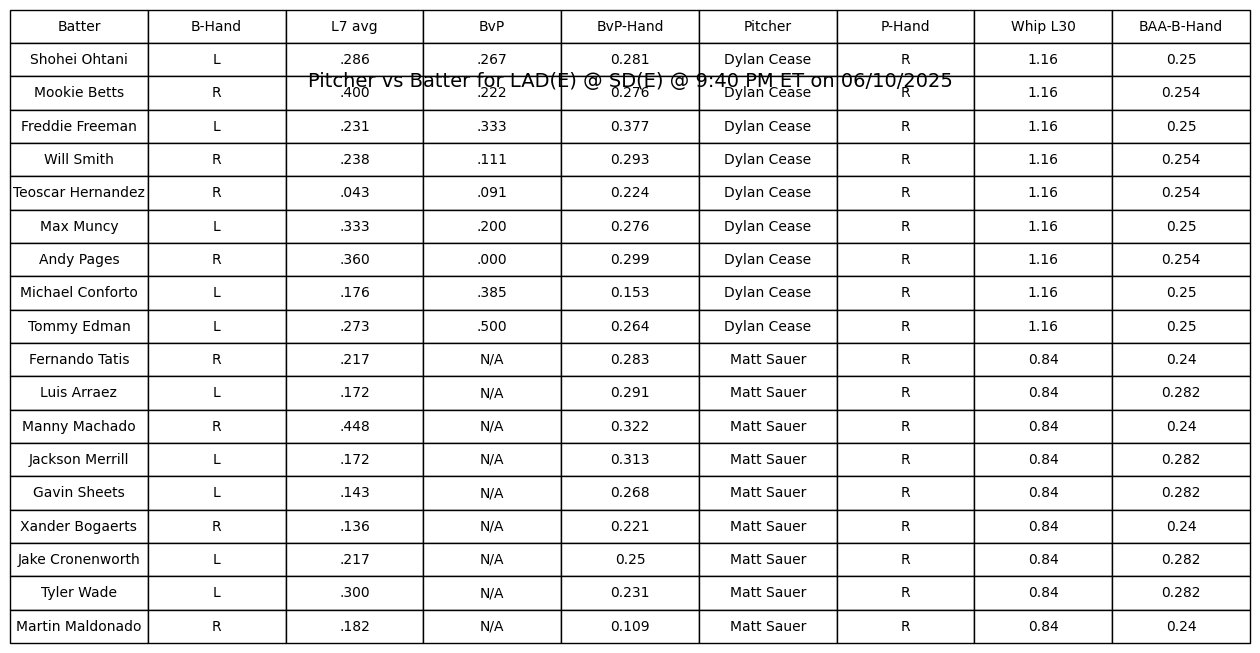 Batter B-Hand L7 avg BvP BvP-Hand Pitcher P-Hand Whip L30 BAA-B-Hand
Shohei Ohtani L .286 .267 0.281 Dylan Cease R 1.16 0.25
Pitcher vs Batter for LAD(E) @ SD(E) @ 9:40 PM ET on 06/10/2025
Mookie Betts R .400 .222 0.276 Dylan Cease R 1.16 0.254
Freddie Freeman L .231 .333 0.377 Dylan Cease R 1.16 0.25
Will Smith R .238 .111 0.293 Dylan Cease R 1.16 0.254
Teoscar Hernandez R .043 .091 0.224 Dylan Cease R 1.16 0.254
Max Muncy L .333 .200 0.276 Dylan Cease R 1.16 0.25
Andy Pages R .360 .000 0.299 Dylan Cease R 1.16 0.254
Michael Conforto L .176 .385 0.153 Dylan Cease R 1.16 0.25
Tommy Edman L .273 .500 0.264 Dylan Cease R 1.16 0.25
Fernando Tatis R .217 N/A 0.283 Matt Sauer R 0.84 0.24
Luis Arraez L .172 N/A 0.291 Matt Sauer R 0.84 0.282
Manny Machado R .448 N/A 0.322 Matt Sauer R 0.84 0.24
Jackson Merrill L .172 N/A 0.313 Matt Sauer R 0.84 0.282
Gavin Sheets L .143 N/A 0.268 Matt Sauer R 0.84 0.282
Xander Bogaerts R .136 N/A 0.221 Matt Sauer R 0.84 0.24
Jake Cronenworth L .217 N/A 0.25 Matt Sauer R 0.84 0.282
Tyler Wade L .300 N/A 0.231 Matt Sauer R 0.84 0.282
Martin Maldonado R .182 N/A 0.109 Matt Sauer R 0.84 0.24